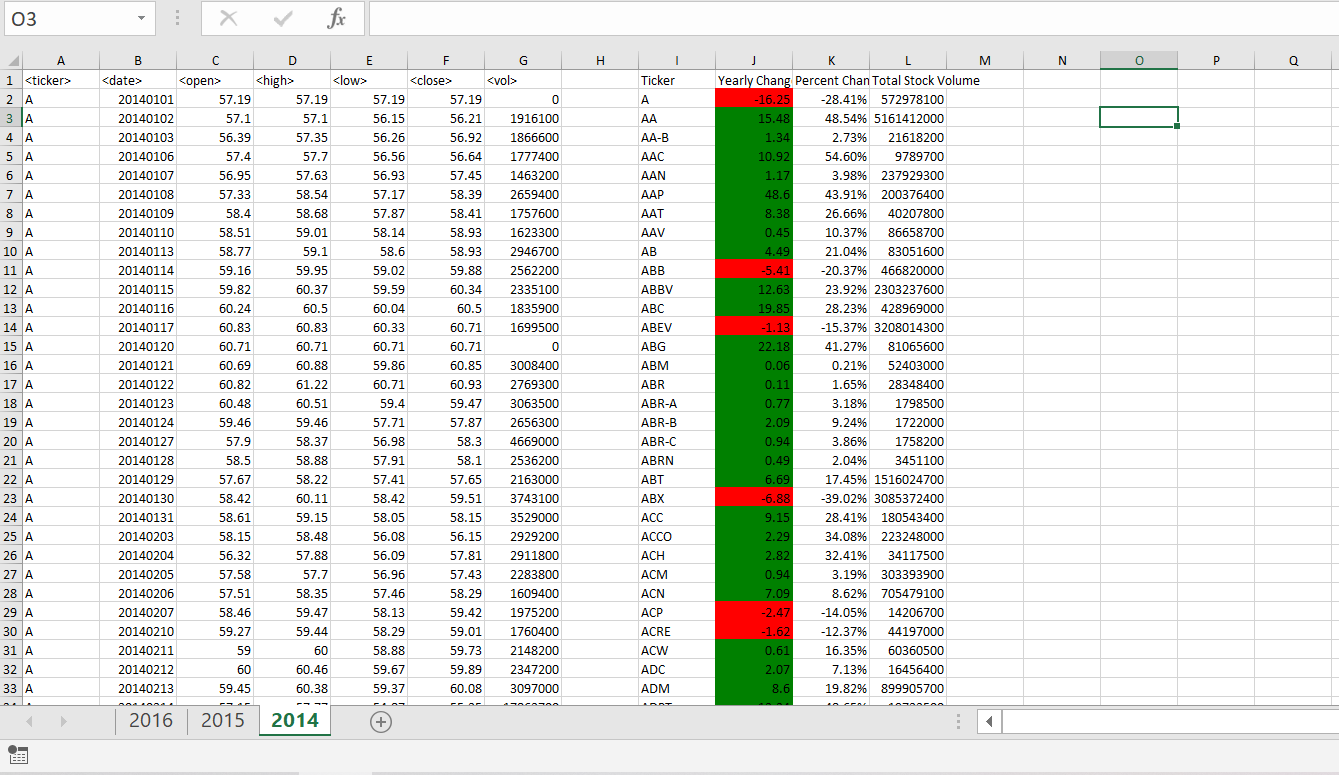 O3 fx
A B C D E F G H I J K L M N O P Q
1 <ticker> <date> <open> <high> <low> <close> <vol> Ticker Yearly Chang Percent Chan Total Stock Volume
2 A 20140101 57.19 57.19 57.19 57.19 0 A -16.25 -28.41% 572978100
3 A 20140102 57.1 57.1 56.15 56.21 1916100 AA 15.48 48.54% 5161412000
4 A 20140103 56.39 57.35 56.26 56.92 1866600 AA-B 1.34 2.73% 21618200
5 A 20140106 57.4 57.7 56.56 56.64 1777400 AAC 10.92 54.60% 9789700
6 A 20140107 56.95 57.63 56.93 57.45 1463200 AAN 1.17 3.98% 237929300
7 A 20140108 57.33 58.54 57.17 58.39 2659400 AAP 48.6 43.91% 200376400
8 A 20140109 58.4 58.68 57.87 58.41 1757600 AAT 8.38 26.66% 40207800
9 A 20140110 58.51 59.01 58.14 58.93 1623300 AAV 0.45 10.37% 86658700
10 A 20140113 58.77 59.1 58.6 58.93 2946700 AB 4.49 21.04% 83051600
11 A 20140114 59.16 59.95 59.02 59.88 2562200 ABB -5.41 -20.37% 466820000
12 A 20140115 59.82 60.37 59.59 60.34 2335100 ABBV 12.63 23.92% 2303237600
13 A 20140116 60.24 60.5 60.04 60.5 1835900 ABC 19.85 28.23% 428969000
14 A 20140117 60.83 60.83 60.33 60.71 1699500 ABEV -1.13 -15.37% 3208014300
15 A 20140120 60.71 60.71 60.71 60.71 0 ABG 22.18 41.27% 81065600
16 A 20140121 60.69 60.88 59.86 60.85 3008400 ABM 0.06 0.21% 52403000
17 A 20140122 60.82 61.22 60.71 60.93 2769300 ABR 0.11 1.65% 28348400
18 A 20140123 60.48 60.51 59.4 59.47 3063500 ABR-A 0.77 3.18% 1798500
19 A 20140124 59.46 59.46 57.71 57.87 2656300 ABR-B 2.09 9.24% 1722000
20 A 20140127 57.9 58.37 56.98 58.3 4669000 ABR-C 0.94 3.86% 1758200
21 A 20140128 58.5 58.88 57.91 58.1 2536200 ABRN 0.49 2.04% 3451100
22 A 20140129 57.67 58.22 57.41 57.65 2163000 ABT 6.69 17.45% 1516024700
23 A 20140130 58.42 60.11 58.42 59.51 3743100 ABX -6.88 -39.02% 3085372400
24 A 20140131 58.61 59.15 58.05 58.15 3529000 ACC 9.15 28.41% 180543400
25 A 20140203 58.15 58.48 56.08 56.15 2929200 ACCO 2.29 34.08% 223248000
26 A 20140204 56.32 57.88 56.09 57.81 2911800 ACH 2.82 32.41% 34117500
27 A 20140205 57.58 57.7 56.96 57.43 2283800 ACM 0.94 3.19% 303393900
28 A 20140206 57.51 58.35 57.46 58.29 1609400 ACN 7.09 8.62% 705479100
29 A 20140207 58.46 59.47 58.13 59.42 1975200 ACP -2.47 -14.05% 14206700
30 A 20140210 59.27 59.44 58.29 59.01 1760400 ACRE -1.62 -12.37% 44197000
31 A 20140211 59 60 58.88 59.73 2148200 ACW 0.61 16.35% 60360500
32 A 20140212 60 60.46 59.67 59.89 2347200 ADC 2.07 7.13% 16456400
33 A 20140213 59.45 60.38 59.37 60.08 3097000 ADM 8.6 19.82% 899905700
2016 2015 2014